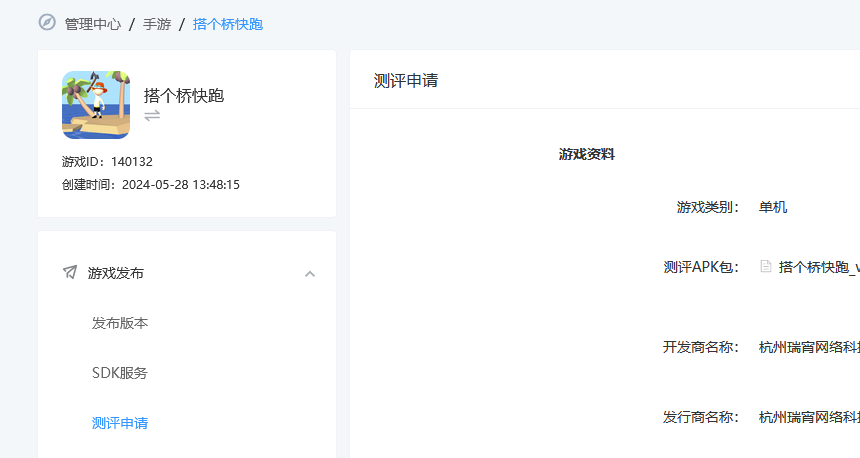 管理中心 / 手游 / 搭个桥快跑
搭个桥快跑
游戏ID：140132
创建时间：2024-05-28 13:48:15
游戏发布
发布版本
SDK服务
测评申请
测评申请
游戏资料
游戏类别： 单机
测评APK包： 搭个桥快跑_v
开发商名称： 杭州瑞宵网络科
发行商名称： 杭州瑞宵网络科